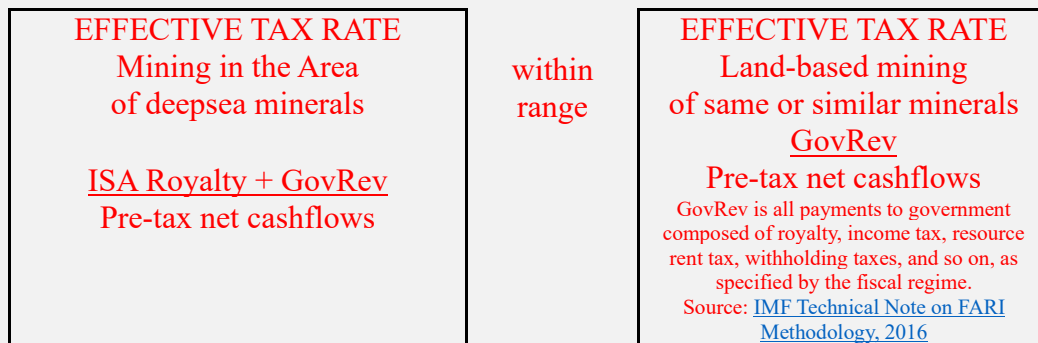 EFFECTIVE TAX RATE
Mining in the Area
of deepsea minerals
ISA Royalty + GovRev
Pre-tax net cashflows
within
range
EFFECTIVE TAX RATE
Land-based mining
of same or similar minerals
GovRev
Pre-tax net cashflows
GovRev is all payments to government
composed of royalty, income tax, resource
rent tax, withholding taxes, and so on, as
specified by the fiscal regime.
Source: IMF Technical Note on FARI
Methodology, 2016